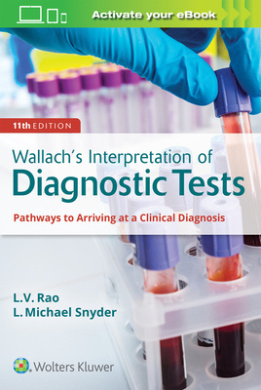 Activate your eBook
11th EDITION
Wallach's Interpretation of
Diagnostic Tests
Pathways to Arriving at a Clinical Diagnosis
L.V. Rao
L. Michael Snyder
Wolters Kluwer